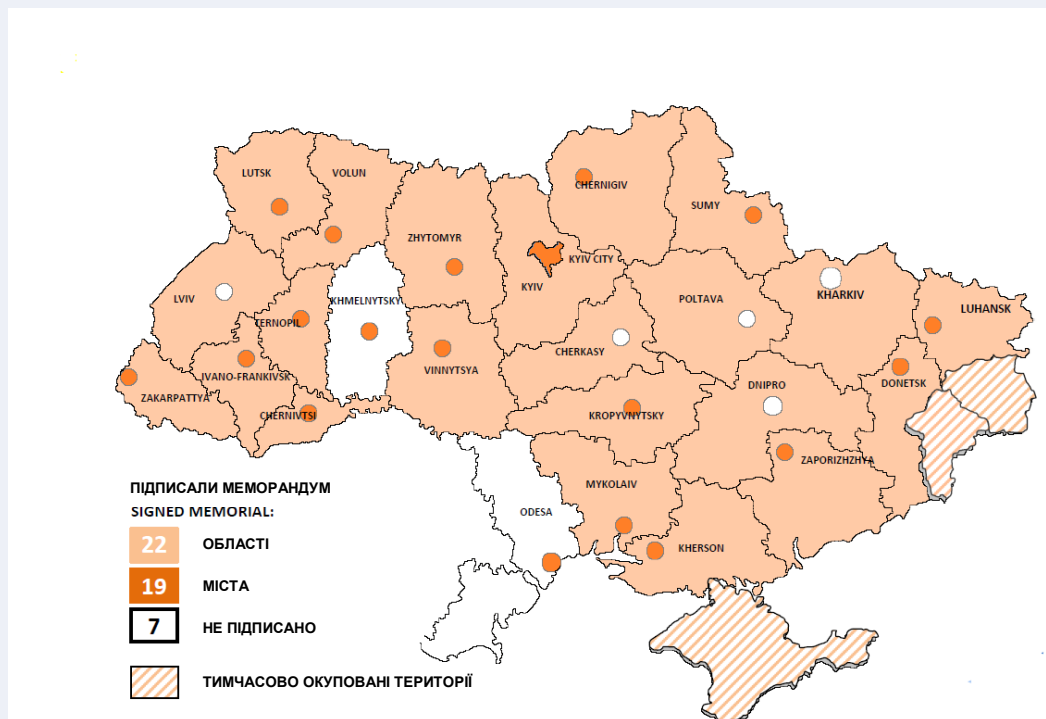 LUTSK
VOLUN
CHERNIGIV
SUMY
ZHYTOMYR
KYIV CITY
KYIV
LVIV
KHMELNYTSKY
POLTAVA
KHARKIV
LUHANSK
TERNOPIL
CHERKASY
VINNYTSYA
IVANO-FRANKIVSK
ZAKARPATTYA
DNIPRO
DONETSK
CHERNIVTSI
KROPYVNYTSKY
ZAPORIZHZHYA
MYKOLAIV
ODESA
KHERSON
ПІДПИСАЛИ МЕМОРАНДУМ
SIGNED MEMORIAL:
22 ОБЛАСТІ
19 МІСТА
7 НЕ ПІДПИСАНО
ТИМЧАСОВО ОКУПОВАНІ ТЕРИТОРІЇ